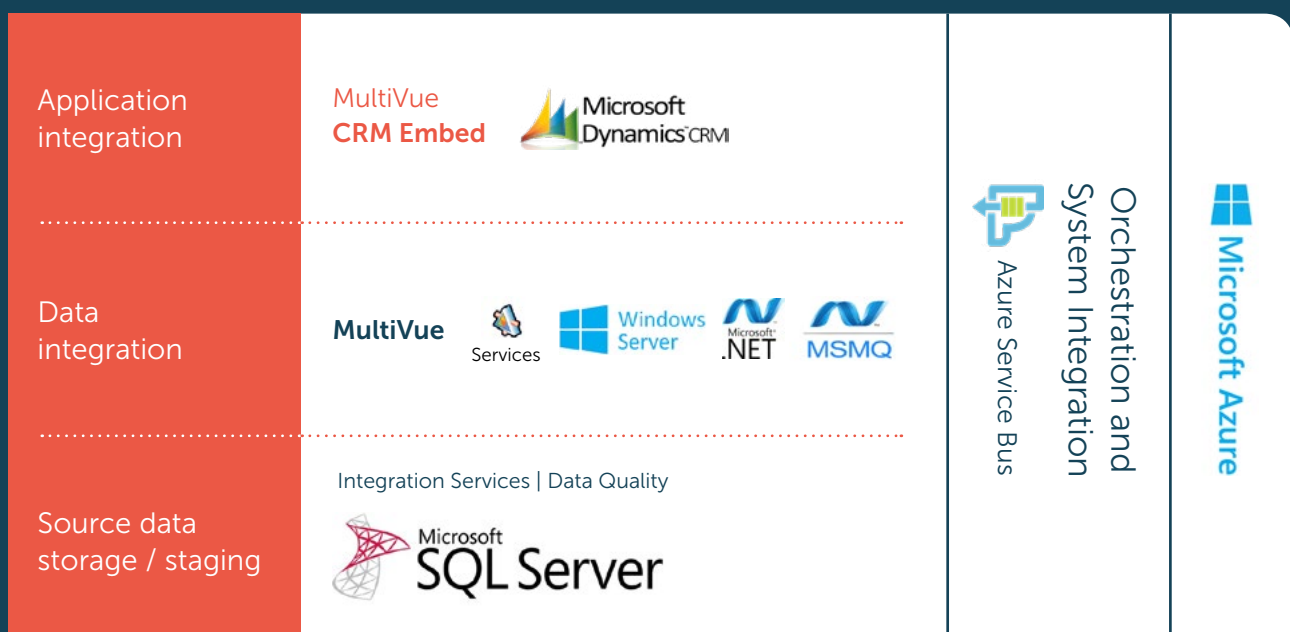 Application
integration
MultiVue
CRM Embed
Microsoft
Dynamics CRM
Data
integration
MultiVue
Services
Windows
Server
Microsoft
.NET
MSMQ
Source data
storage / staging
Integration Services | Data Quality
Microsoft
SQL Server
Orchestration and
System Integration
Azure Service Bus
Microsoft Azure